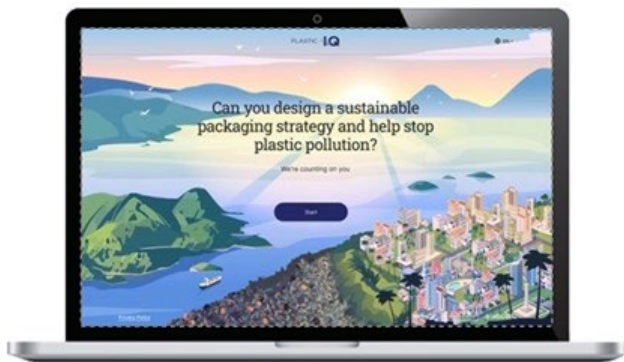 PLASTIC IQ
Can you design a sustainable
packaging strategy and help stop
plastic pollution?
We're counting on you
Start
Privacy Policy